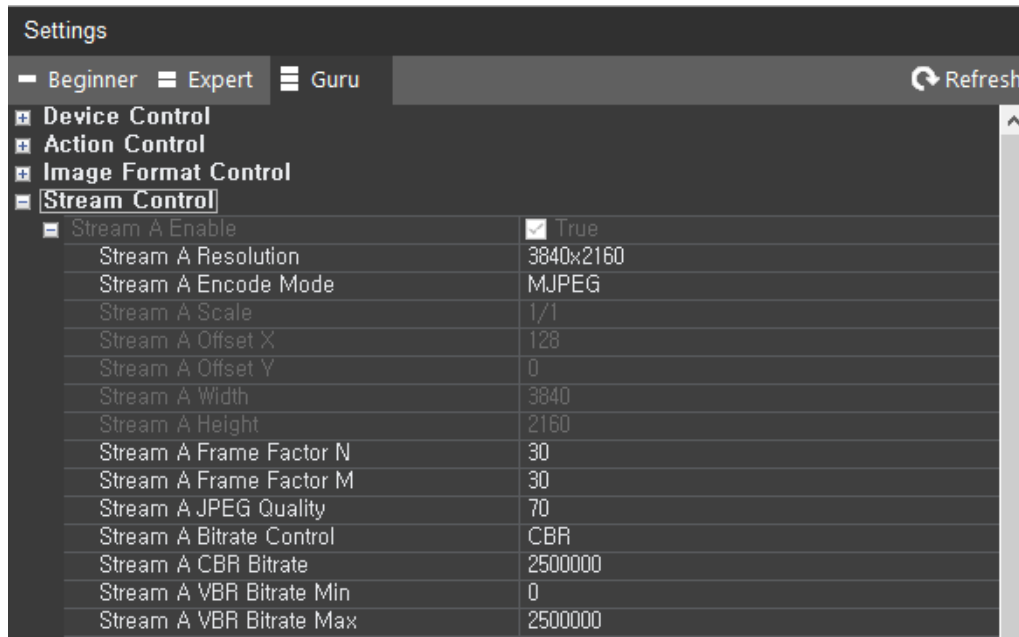 Settings
Beginner Expert Guru Refresh
Device Control
Action Control
Image Format Control
Stream Control
Stream A Enable True
Stream A Resolution 3840x2160
Stream A Encode Mode MJPEG
Stream A Scale 1/1
Stream A Offset X 128
Stream A Offset Y 0
Stream A Width 3840
Stream A Height 2160
Stream A Frame Factor N 30
Stream A Frame Factor M 30
Stream A JPEG Quality 70
Stream A Bitrate Control CBR
Stream A CBR Bitrate 2500000
Stream A VBR Bitrate Min 0
Stream A VBR Bitrate Max 2500000